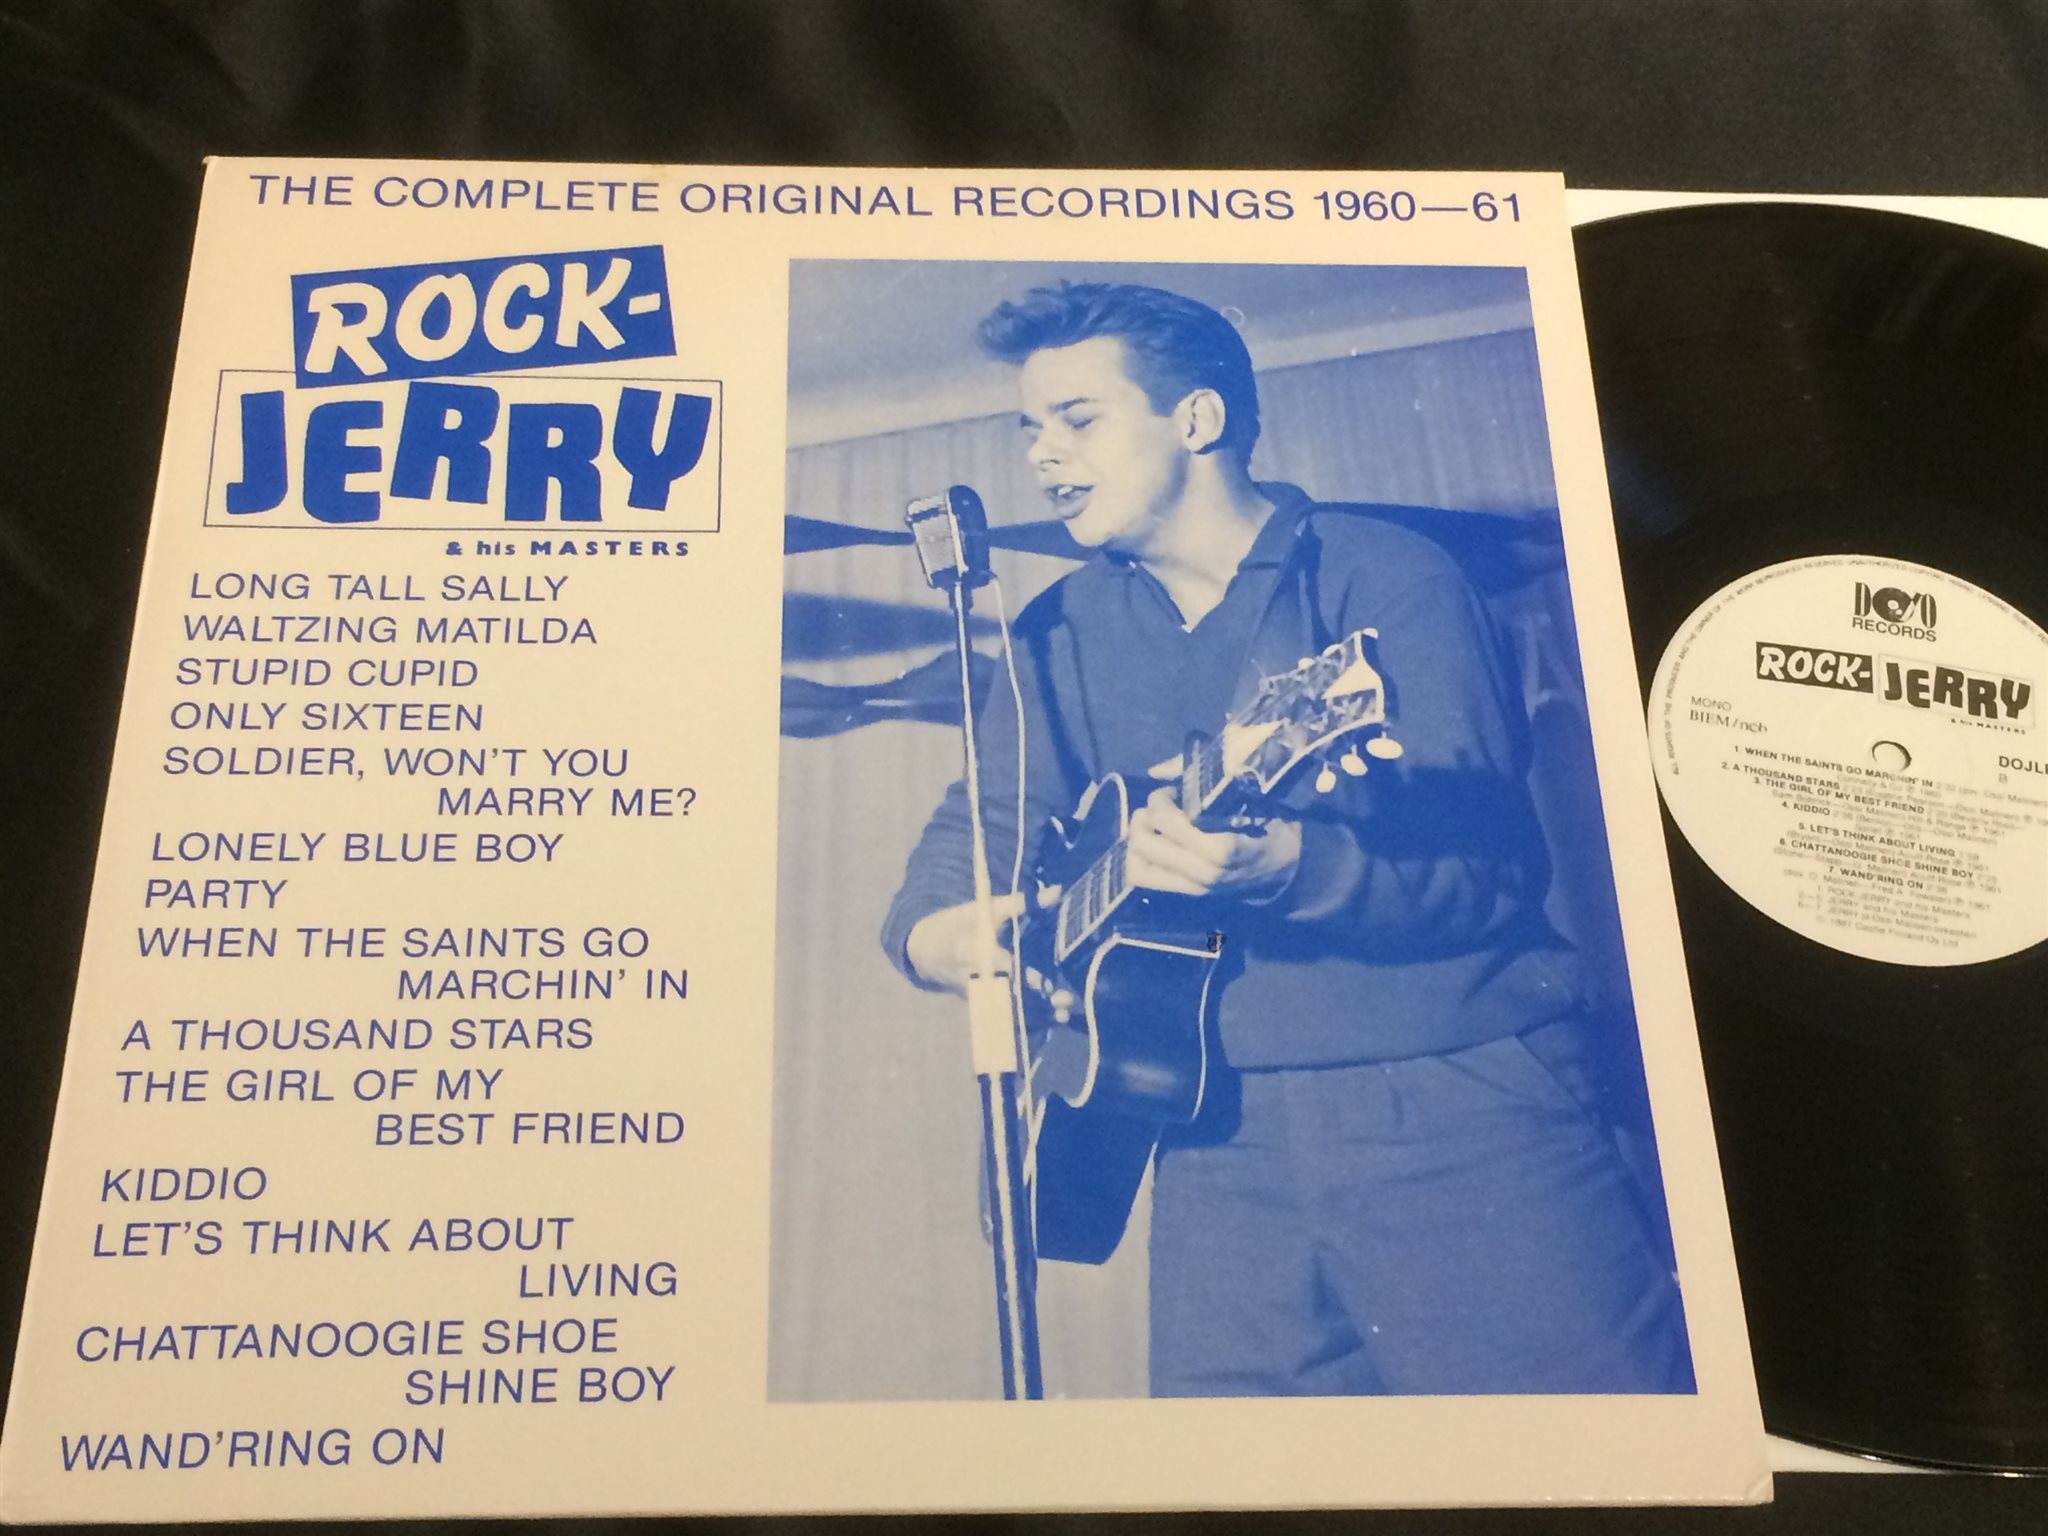 THE COMPLETE ORIGINAL RECORDINGS 1960—61
ROCK-
JERRY
& his MASTERS
LONG TALL SALLY
WALTZING MATILDA
STUPID CUPID
ONLY SIXTEEN
SOLDIER, WON'T YOU
MARRY ME?
LONELY BLUE BOY
PARTY
WHEN THE SAINTS GO
MARCHIN' IN
A THOUSAND STARS
THE GIRL OF MY
BEST FRIEND
KIDDIO
LET'S THINK ABOUT
LIVING
CHATTANOOGIE SHOE
SHINE BOY
WAND'RING ON
RECORDS
ROCK-JERRY
& his MASTERS
MONO
BIEM/ncb
B
1. WHEN THE SAINTS GO MARCHIN' IN
2. A THOUSAND STARS
3. THE GIRL OF MY BEST FRIEND
4. KIDDIO
5. LET'S THINK ABOUT LIVING
6. CHATTANOOGIE SHOE SHINE BOY
7. WAND'RING ON